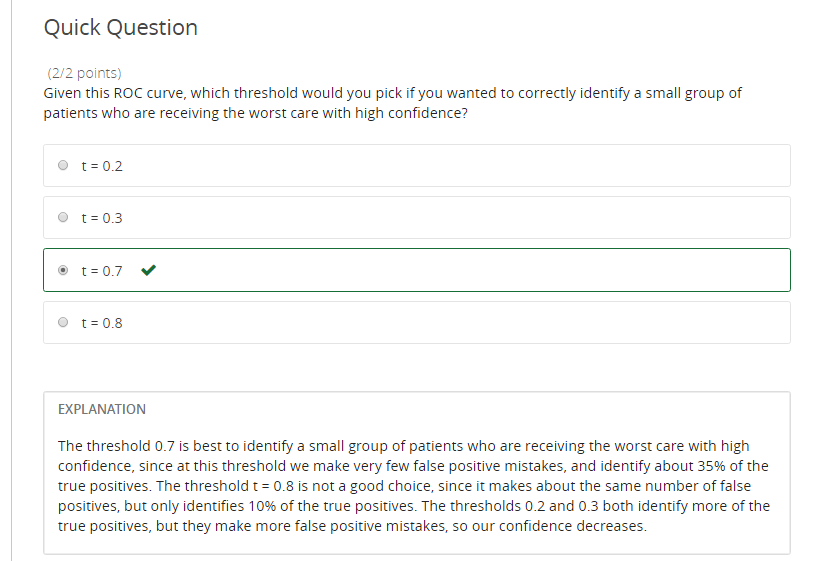 Quick Question
(2/2 points)
Given this ROC curve, which threshold would you pick if you wanted to correctly identify a small group of
patients who are receiving the worst care with high confidence?
t = 0.2
t = 0.3
t = 0.7
t = 0.8
EXPLANATION
The threshold 0.7 is best to identify a small group of patients who are receiving the worst care with high
confidence, since at this threshold we make very few false positive mistakes, and identify about 35% of the
true positives. The threshold t = 0.8 is not a good choice, since it makes about the same number of false
positives, but only identifies 10% of the true positives. The thresholds 0.2 and 0.3 both identify more of the
true positives, but they make more false positive mistakes, so our confidence decreases.